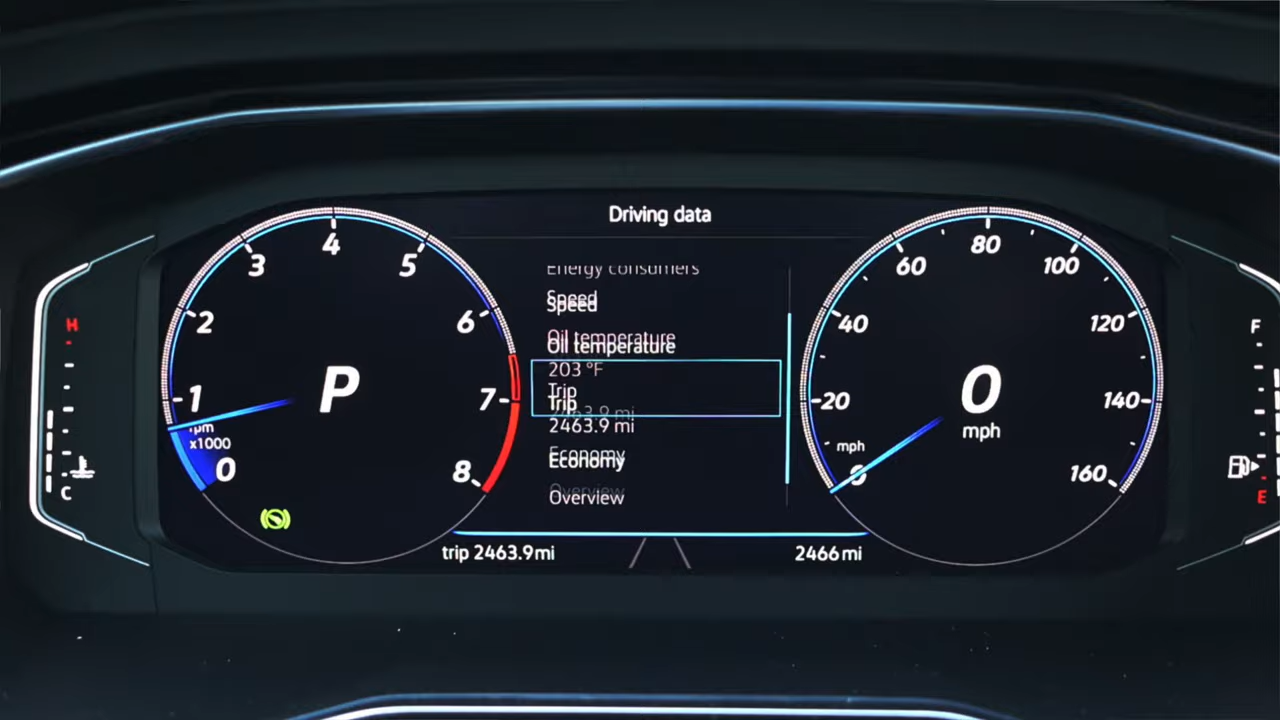 Driving data
Energy consumers
Speed
Oil temperature
203 °F
Trip
2463.9 mi
Economy
Overview
trip 2463.9mi
2466mi
P
0
1
2
3
4
5
6
7
8
rpm
x1000
H
C
0
mph
mph
0
20
40
60
80
100
120
140
160
F
E